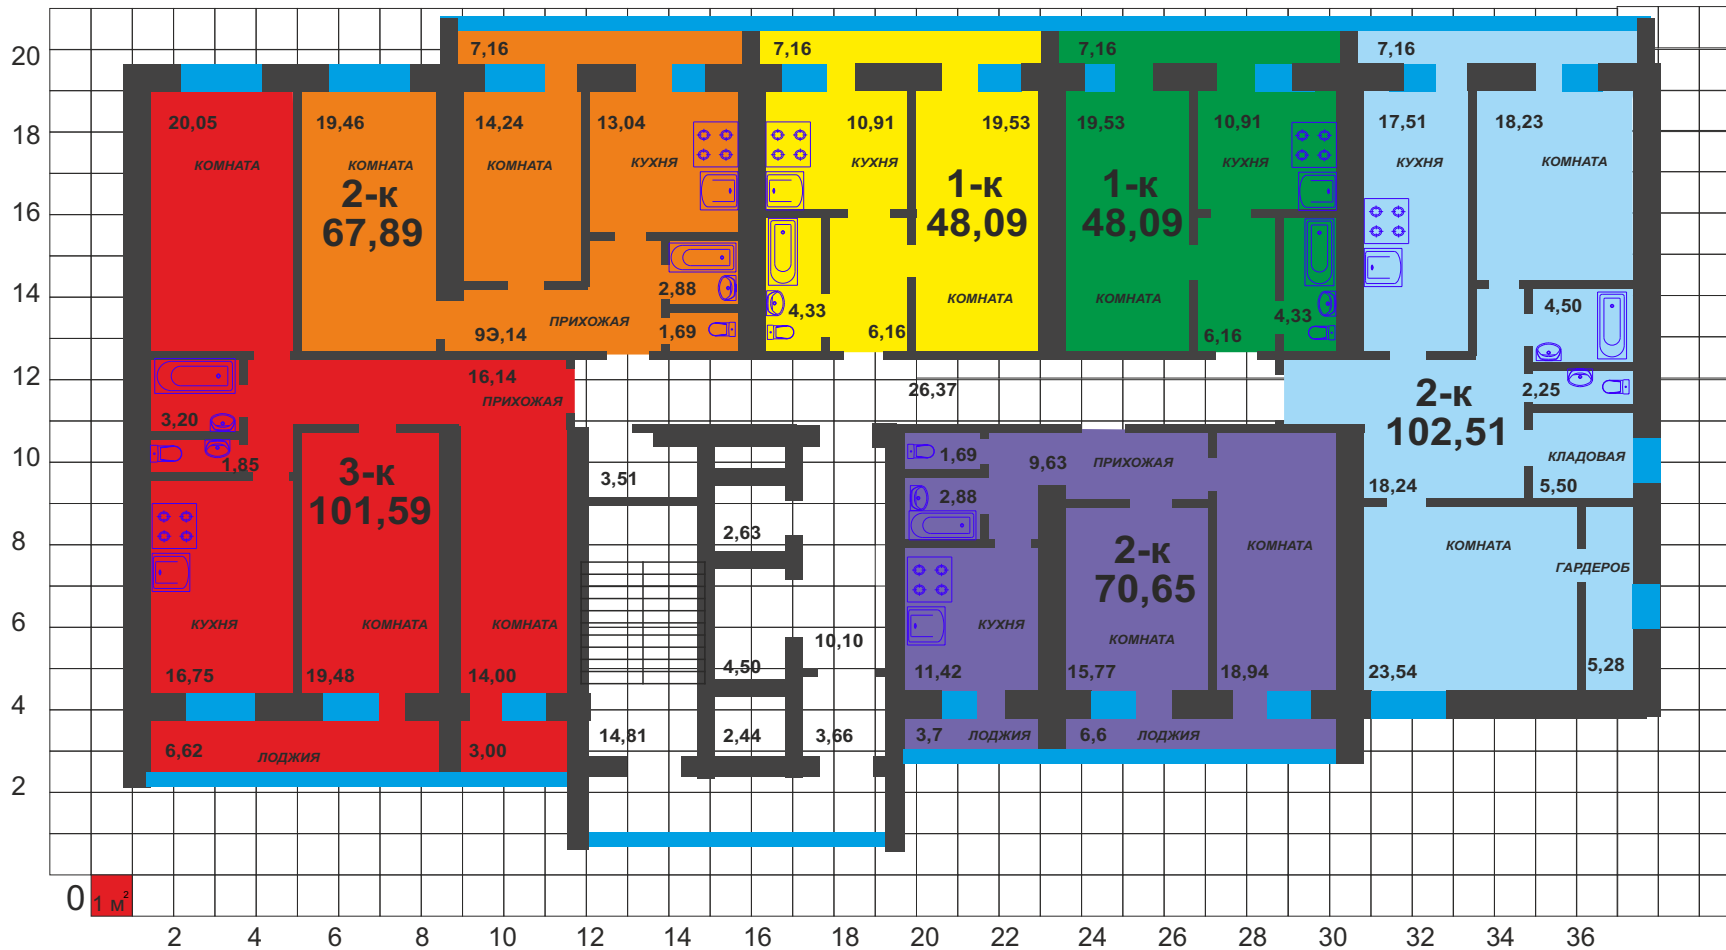 20
18
16
14
12
10
8
6
4
2
0
1 м²
2
4
6
8
10
12
14
16
18
20
22
24
26
28
30
32
34
36
7,16
7,16
7,16
7,16
20,05
КОМНАТА
19,46
КОМНАТА
2-к
67,89
14,24
КОМНАТА
13,04
КУХНЯ
2,88
ПРИХОЖАЯ
9Э,14
1,69
10,91
КУХНЯ
19,53
1-к
48,09
КОМНАТА
4,33
6,16
19,53
1-к
48,09
КОМНАТА
10,91
КУХНЯ
4,33
6,16
17,51
КУХНЯ
18,23
КОМНАТА
4,50
2,25
2-к
102,51
КЛАДОВАЯ
5,50
18,24
КОМНАТА
ГАРДЕРОБ
23,54
5,28
16,14
ПРИХОЖАЯ
3,20
1,85
3-к
101,59
КУХНЯ
16,75
КОМНАТА
19,48
КОМНАТА
14,00
6,62
ЛОДЖИЯ
3,00
26,37
3,51
2,63
4,50
10,10
14,81
2,44
3,66
1,69
9,63
ПРИХОЖАЯ
2,88
2-к
70,65
КОМНАТА
КУХНЯ
КОМНАТА
11,42
15,77
18,94
3,7
ЛОДЖИЯ
6,6
ЛОДЖИЯ